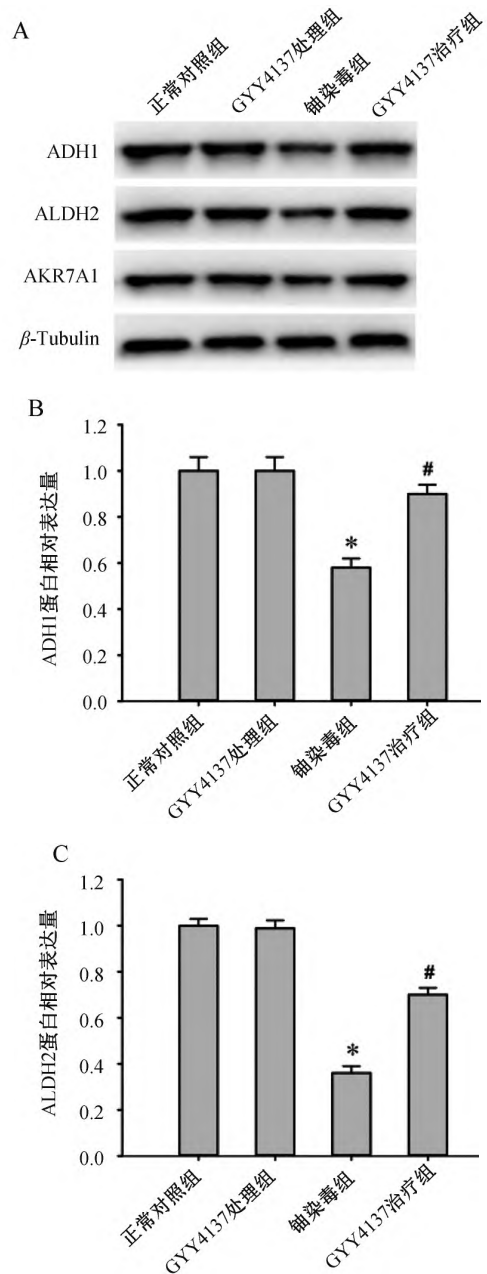 A
正常对照组
GYY4137处理组
铀染毒组
GYY4137治疗组
ADH1
ALDH2
AKR7A1
β-Tubulin
B
ADH1蛋白相对表达量
1.2
1.0
0.8
0.6
0.4
0.2
0.0
*
#
正常对照组
GYY4137处理组
铀染毒组
GYY4137治疗组
C
ALDH2蛋白相对表达量
1.2
1.0
0.8
0.6
0.4
0.2
0.0
*
#
正常对照组
GYY4137处理组
铀染毒组
GYY4137治疗组